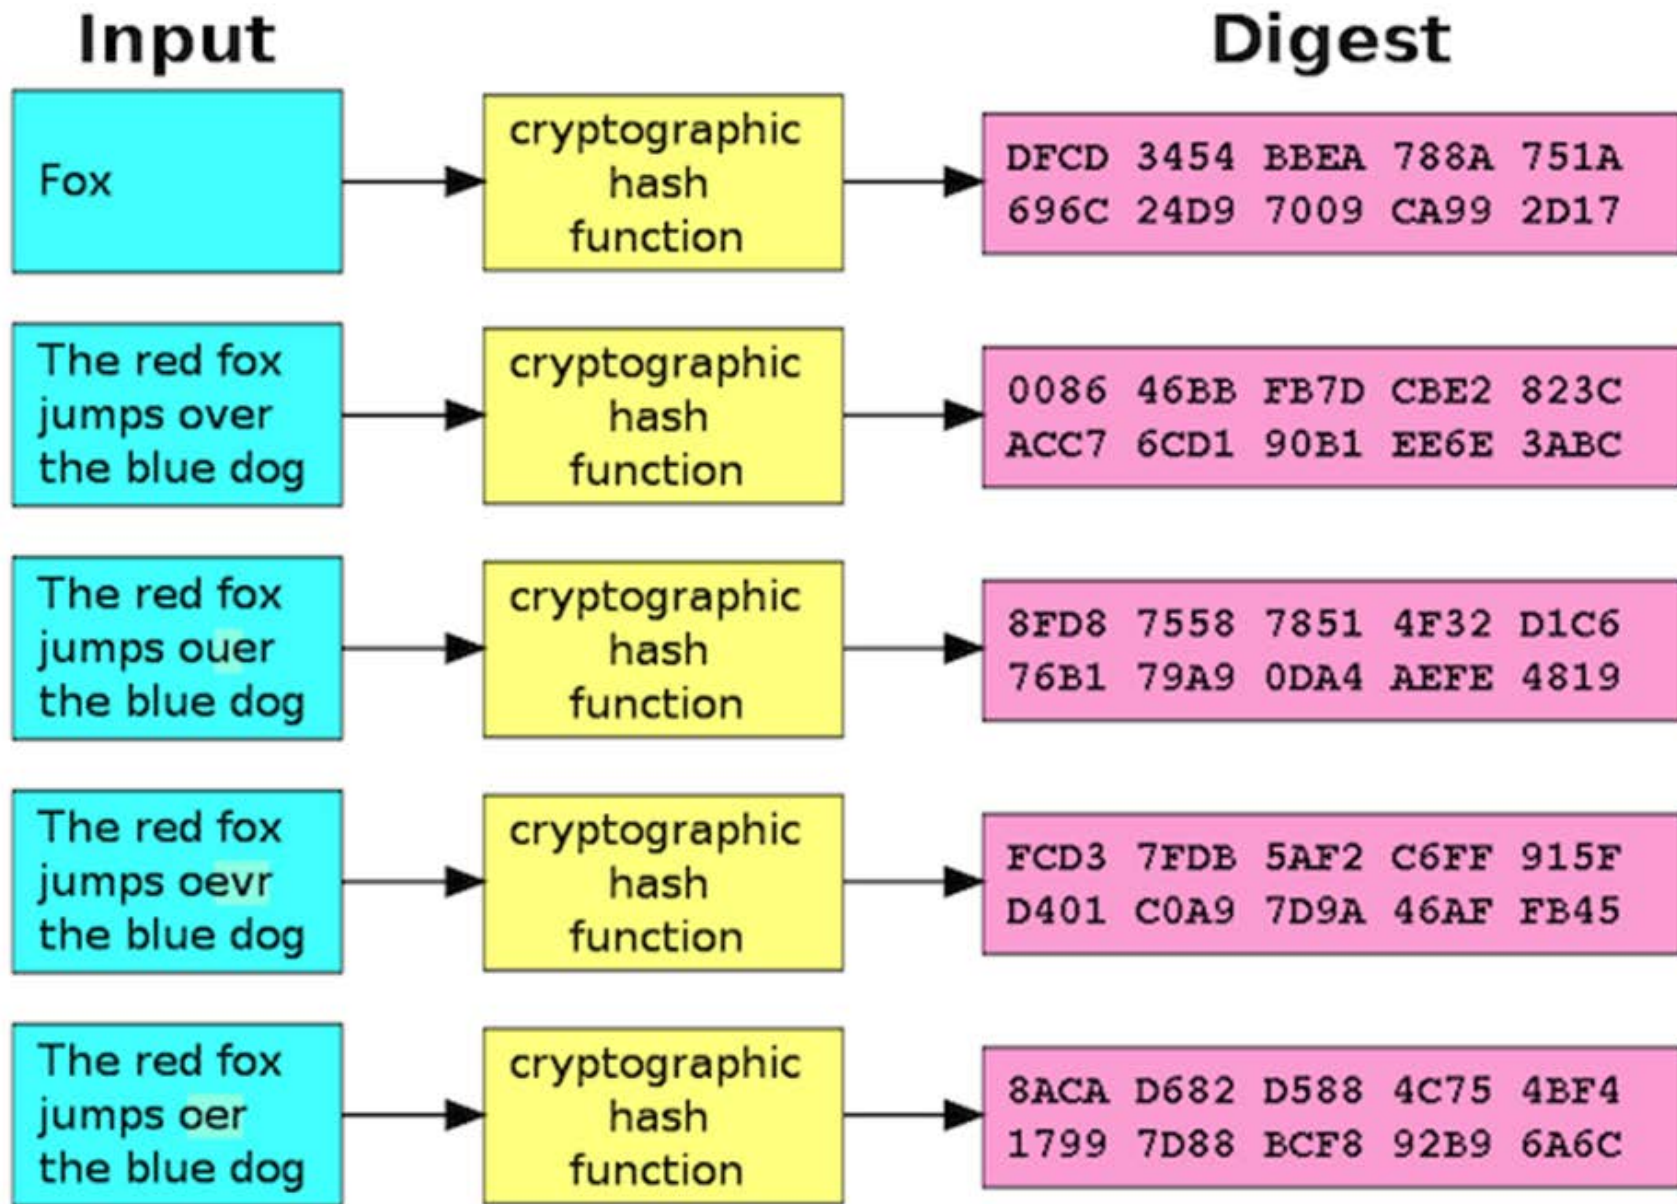 Input
Digest
Fox
cryptographic
hash
function
DFCD 3454 BBEA 788A 751A
696C 24D9 7009 CA99 2D17
The red fox
jumps over
the blue dog
cryptographic
hash
function
0086 46BB FB7D CBE2 823C
ACC7 6CD1 90B1 EE6E 3ABC
The red fox
jumps ouer
the blue dog
cryptographic
hash
function
8FD8 7558 7851 4F32 D1C6
76B1 79A9 0DA4 AEFE 4819
The red fox
jumps oevr
the blue dog
cryptographic
hash
function
FCD3 7FDB 5AF2 C6FF 915F
D401 C0A9 7D9A 46AF FB45
The red fox
jumps oer
the blue dog
cryptographic
hash
function
8ACA D682 D588 4C75 4BF4
1799 7D88 BCF8 92B9 6A6C